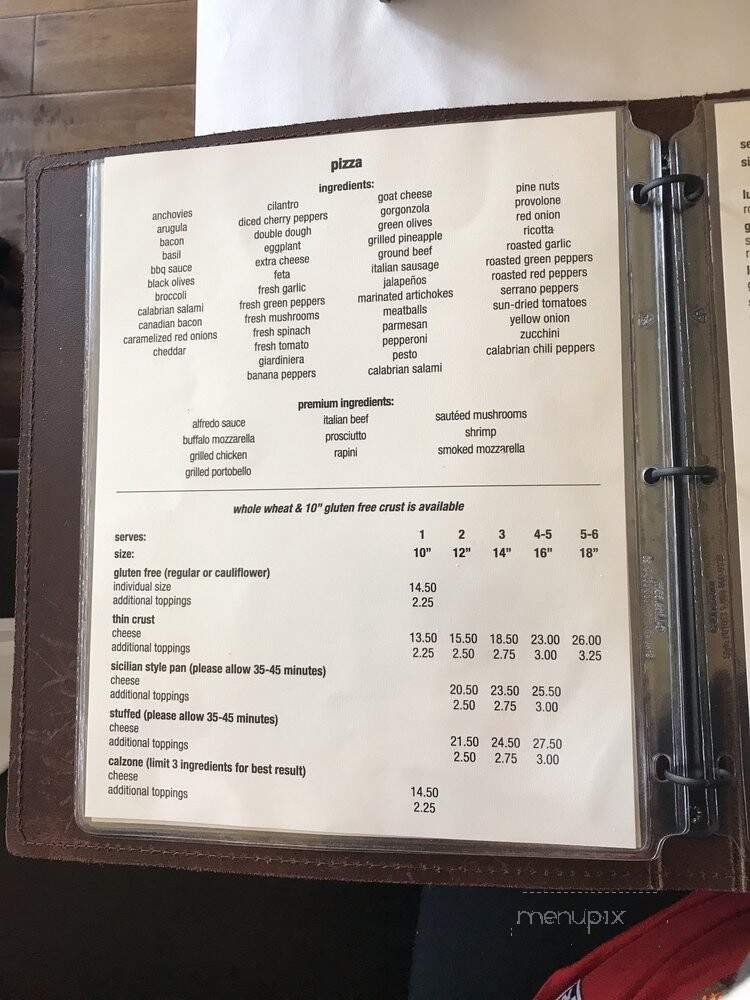 pizza
ingredients:
anchovies
arugula
bacon
basil
bbq sauce
black olives
broccoli
calabrian salami
canadian bacon
caramelized red onions
cheddar
cilantro
diced cherry peppers
double dough
eggplant
extra cheese
feta
fresh garlic
fresh green peppers
fresh mushrooms
fresh spinach
fresh tomato
giardiniera
banana peppers
goat cheese
gorgonzola
green olives
grilled pineapple
ground beef
italian sausage
jalapeños
marinated artichokes
meatballs
parmesan
pepperoni
pesto
calabrian salami
pine nuts
provolone
red onion
ricotta
roasted garlic
roasted green peppers
roasted red peppers
serrano peppers
sun-dried tomatoes
yellow onion
zucchini
calabrian chili peppers
premium ingredients:
alfredo sauce
buffalo mozzarella
grilled chicken
grilled portobello
italian beef
prosciutto
rapini
sautéed mushrooms
shrimp
smoked mozzarella
whole wheat & 10" gluten free crust is available
serves: 1 2 3 4-5 5-6
size: 10" 12" 14" 16" 18"
gluten free (regular or cauliflower)
individual size 14.50
additional toppings 2.25
thin crust
cheese 13.50 15.50 18.50 23.00 26.00
additional toppings 2.25 2.50 2.75 3.00 3.25
sicilian style pan (please allow 35-45 minutes)
cheese 20.50 23.50 25.50
additional toppings 2.50 2.75 3.00
stuffed (please allow 35-45 minutes)
cheese 21.50 24.50 27.50
additional toppings 2.50 2.75 3.00
calzone (limit 3 ingredients for best result)
cheese 14.50
additional toppings 2.25
menupix